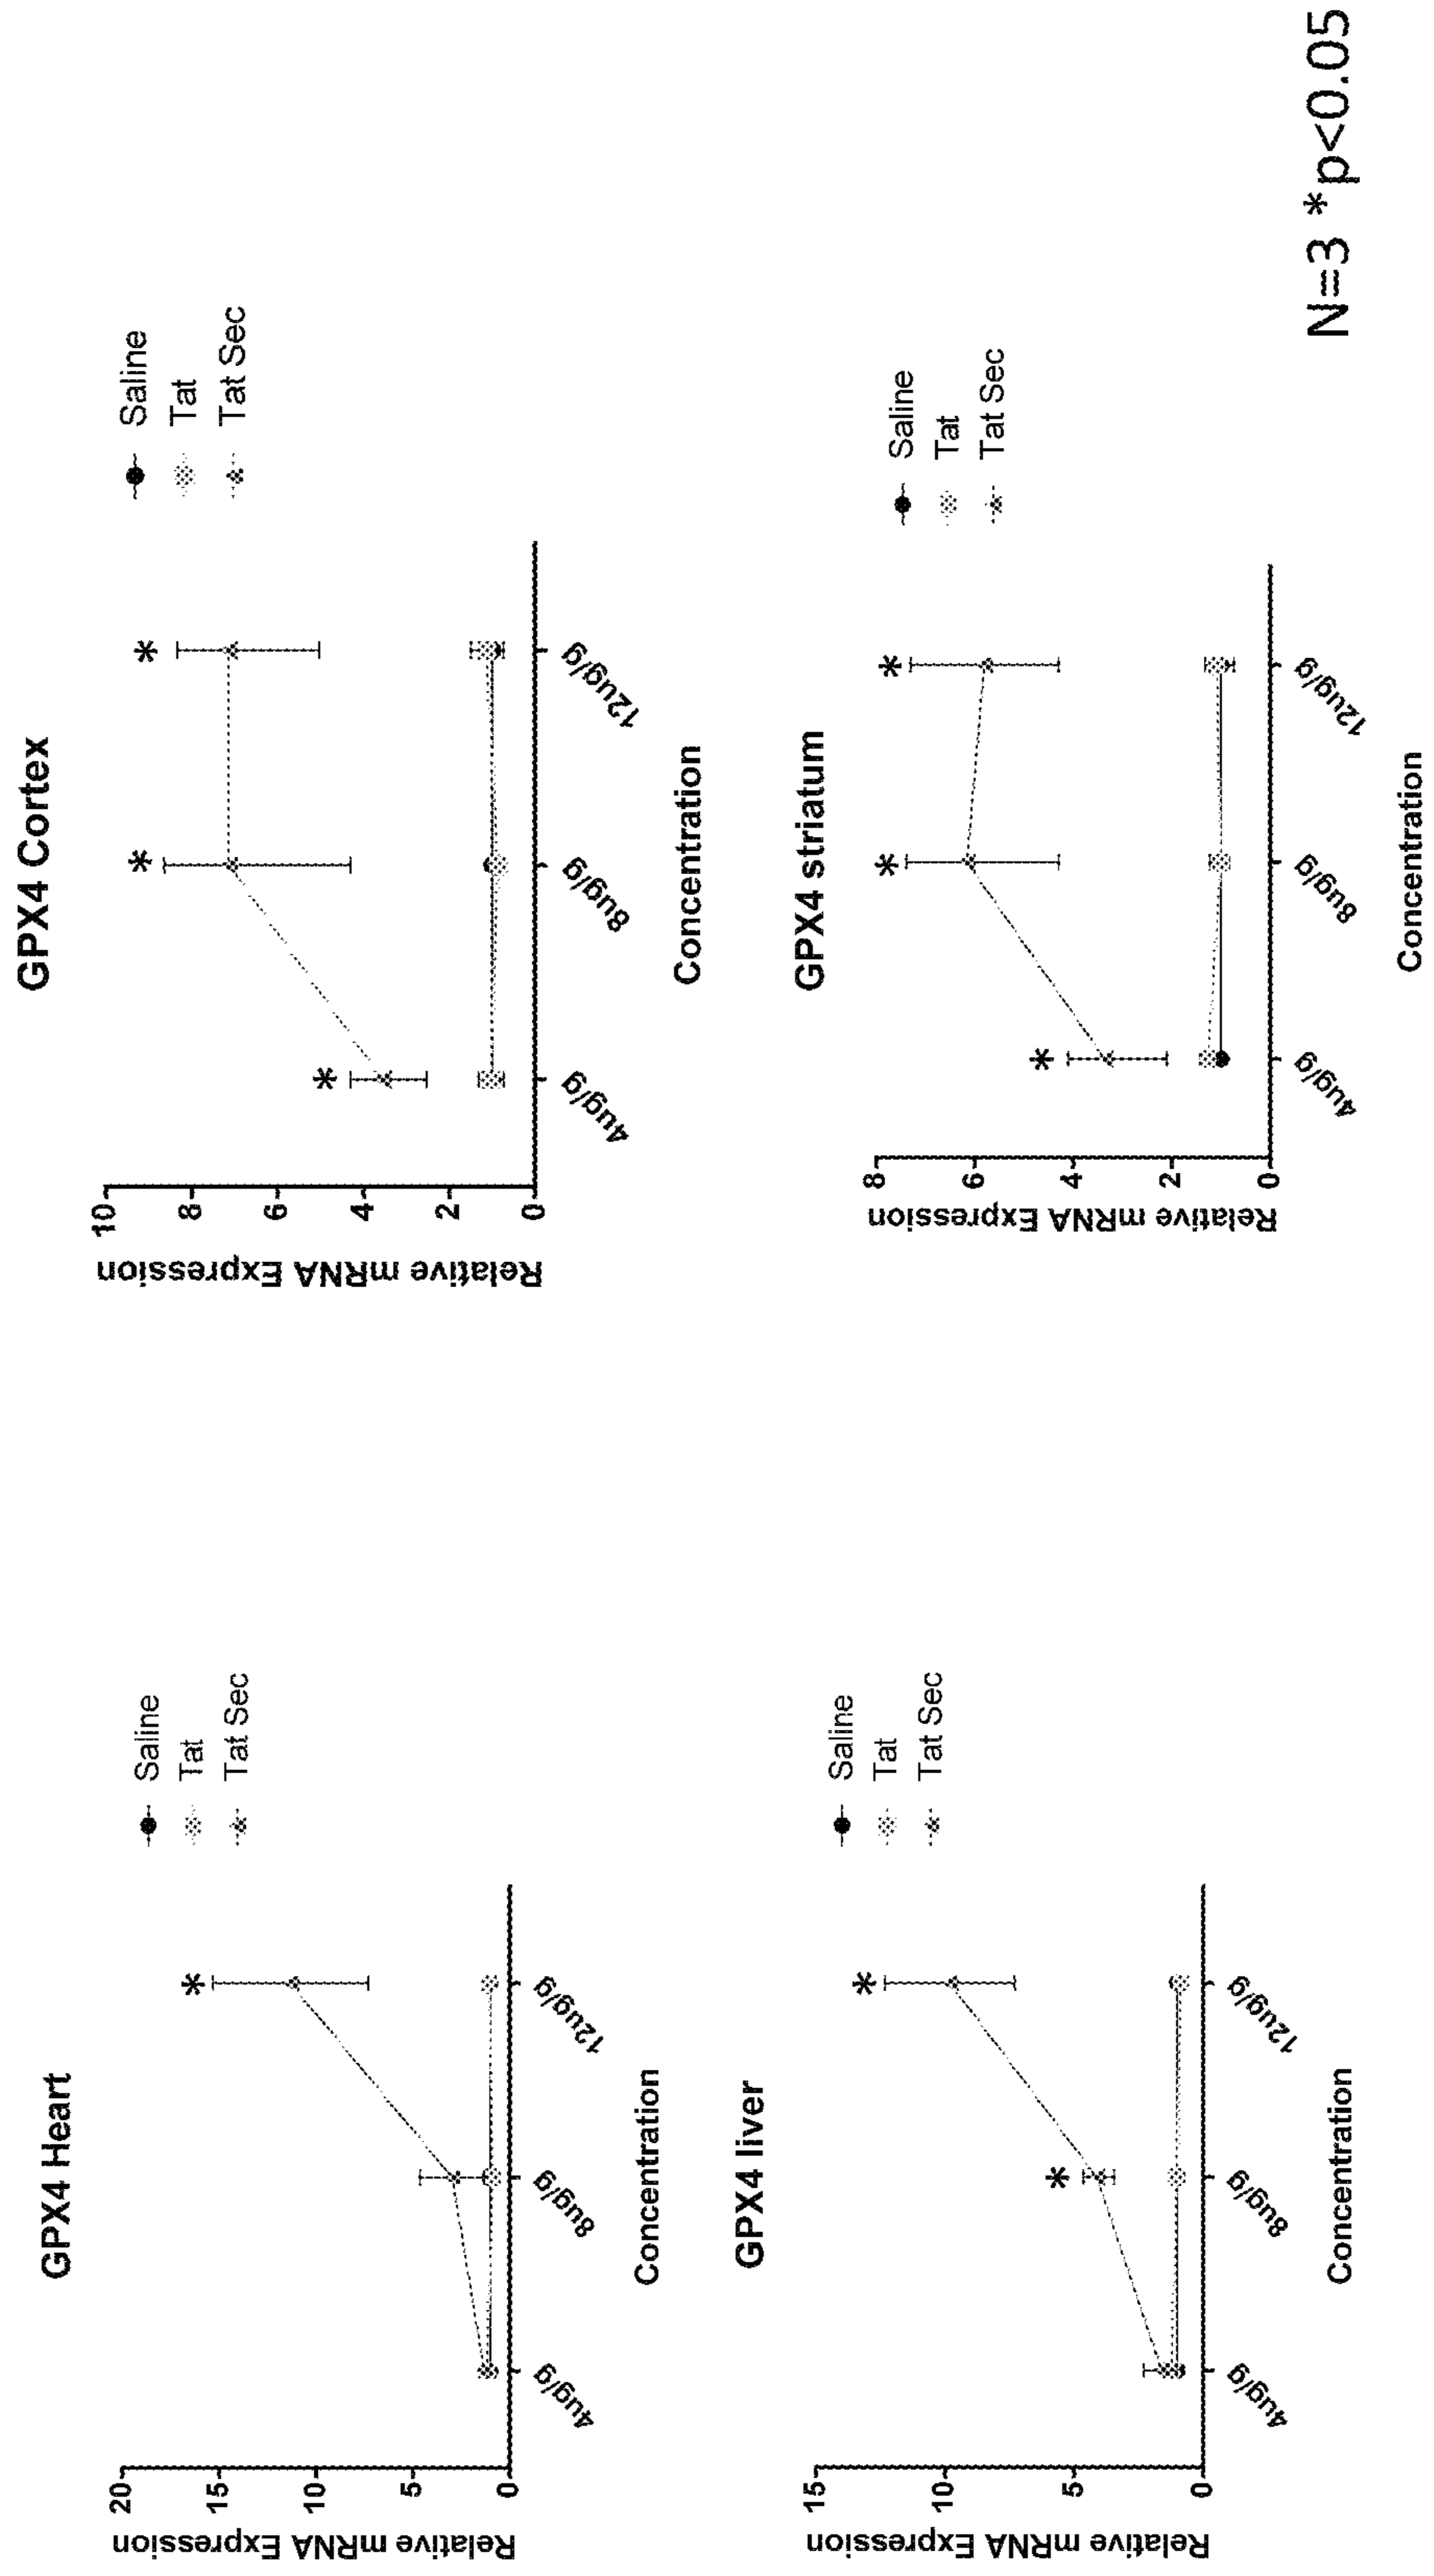 GPX4 Heart
Relative mRNA Expression
20
15
10
5
0
4ug/g
8ug/g
12ug/g
Concentration
Saline
Tat
Tat Sec
GPX4 Cortex
Relative mRNA Expression
10
8
6
4
2
0
4ug/g
8ug/g
12ug/g
Concentration
Saline
Tat
Tat Sec
GPX4 liver
Relative mRNA Expression
15
10
5
0
4ug/g
8ug/g
12ug/g
Concentration
Saline
Tat
Tat Sec
GPX4 striatum
Relative mRNA Expression
8
6
4
2
0
4ug/g
8ug/g
12ug/g
Concentration
Saline
Tat
Tat Sec
*
*
*
*
*
*
*
*
*
N=3 *p<0.05